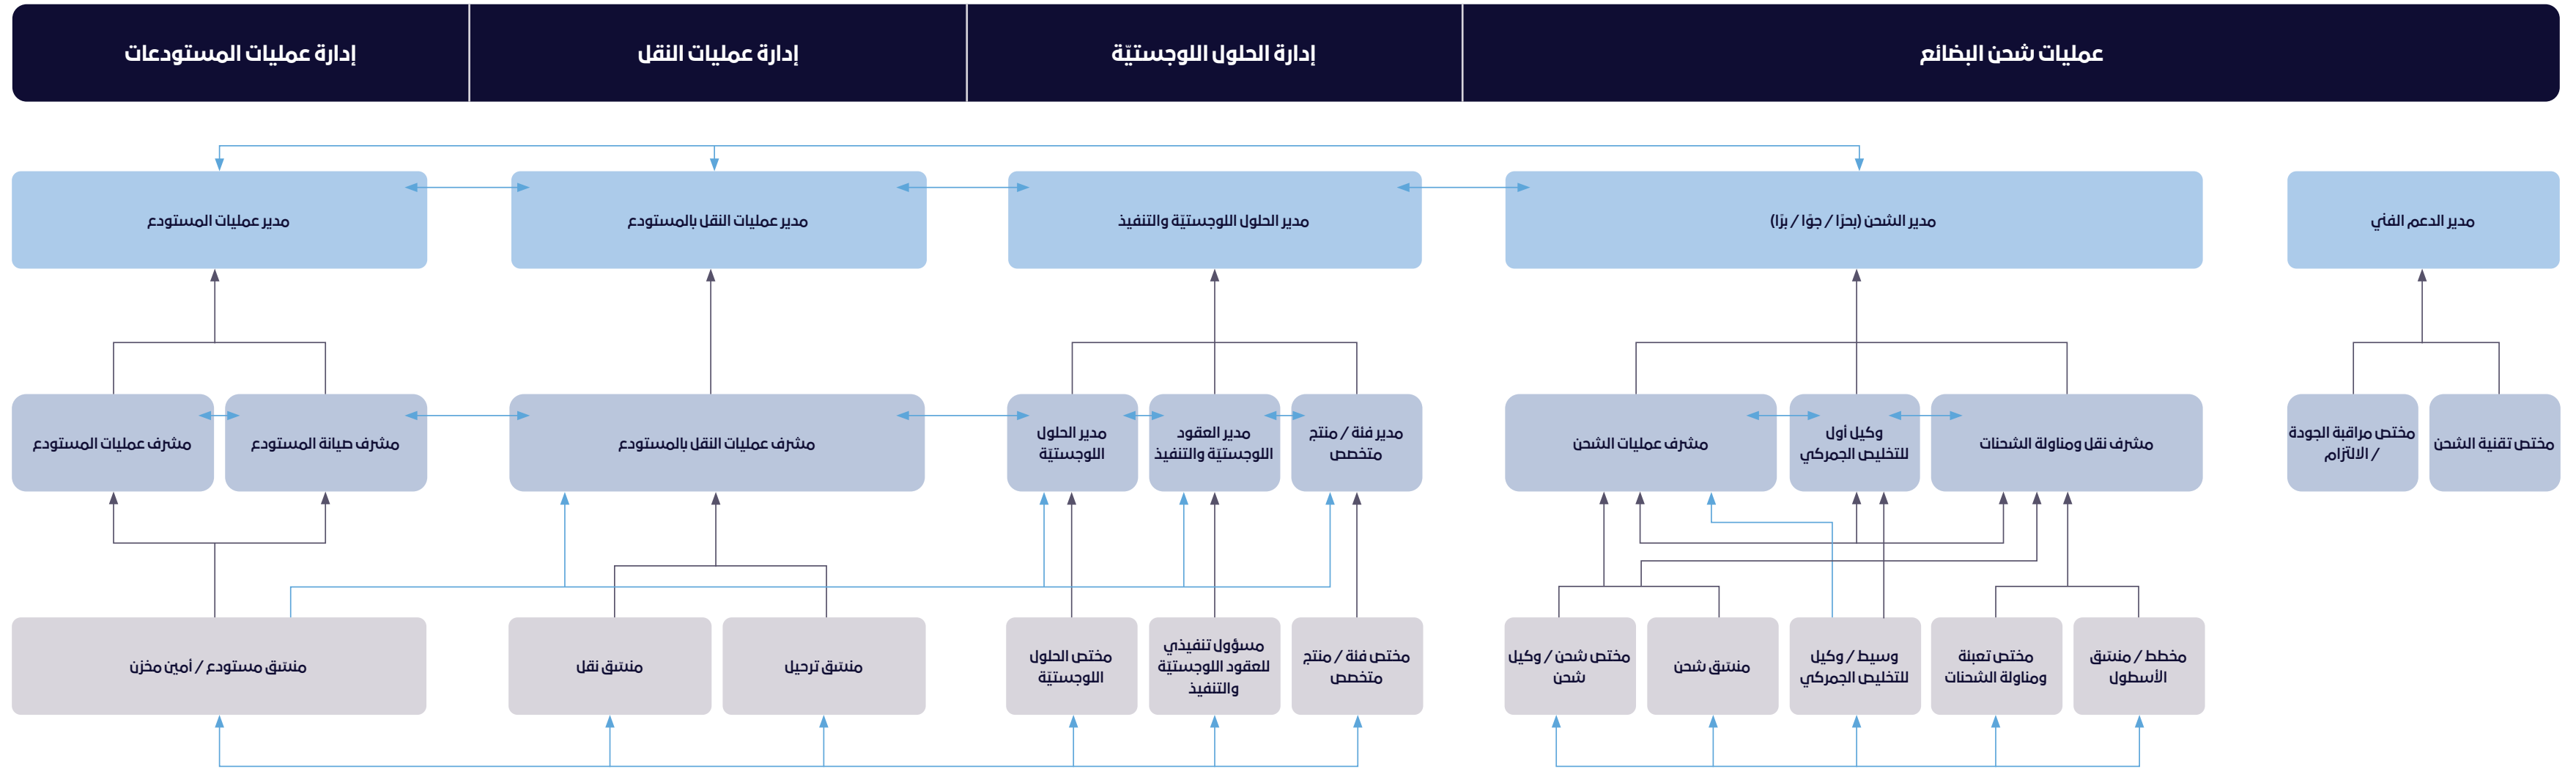 عمليات شحن البضائع
إدارة الحلول اللوجستيّة
إدارة عمليات النقل
إدارة عمليات المستودعات
مدير الدعم الفني
مدير الشحن (بحرًا / جوًا / برًا)
مدير الحلول اللوجستيّة والتنفيذ
مدير عمليات النقل بالمستودع
مدير عمليات المستودع
مختص تقنية الشحن
مختص مراقبة الجودة
/ الالتزام
مشرف نقل ومناولة الشحنات
وكيل أول
للتخليص الجمركي
مشرف عمليات الشحن
مدير فئة / منتج
متخصص
مدير العقود
اللوجستيّة والتنفيذ
مدير الحلول
اللوجستيّة
مشرف عمليات النقل بالمستودع
مشرف صيانة المستودع
مشرف عمليات المستودع
مخطط / منسّق
الأسطول
مختص تعبئة
ومناولة الشحنات
وسيط / وكيل
للتخليص الجمركي
منسّق شحن
مختص شحن / وكيل
شحن
مختص فئة / منتج
متخصص
مسؤول تنفيذي
للعقود اللوجستيّة
والتنفيذ
مختص الحلول
اللوجستيّة
منسّق ترحيل
منسّق نقل
منسّق مستودع / أمين مخزن